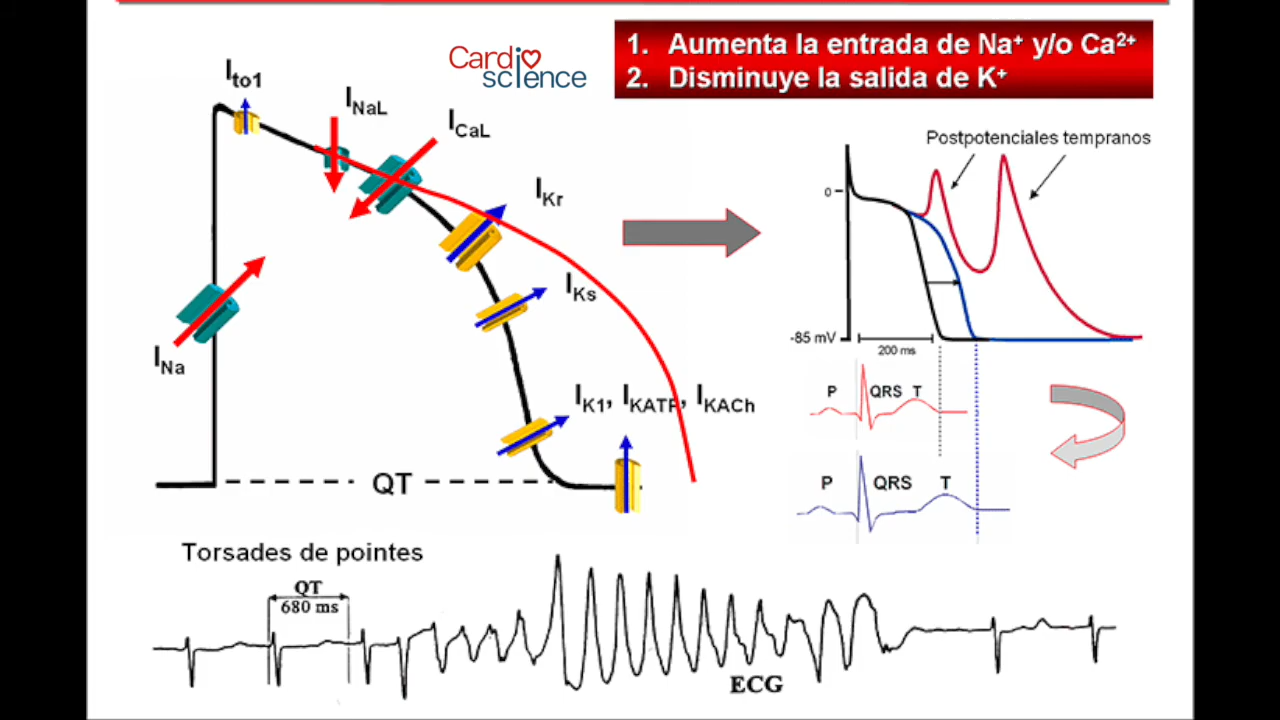 1. Aumenta la entrada de Na⁺ y/o Ca²⁺
2. Disminuye la salida de K⁺
Cardio
science
Ito1
INaL
ICaL
IKr
IKs
INa
IK1, IKATP, IKACh
QT
Postpotenciales tempranos
0
-85 mV
200 ms
P QRS T
P QRS T
Torsades de pointes
QT
680 ms
ECG